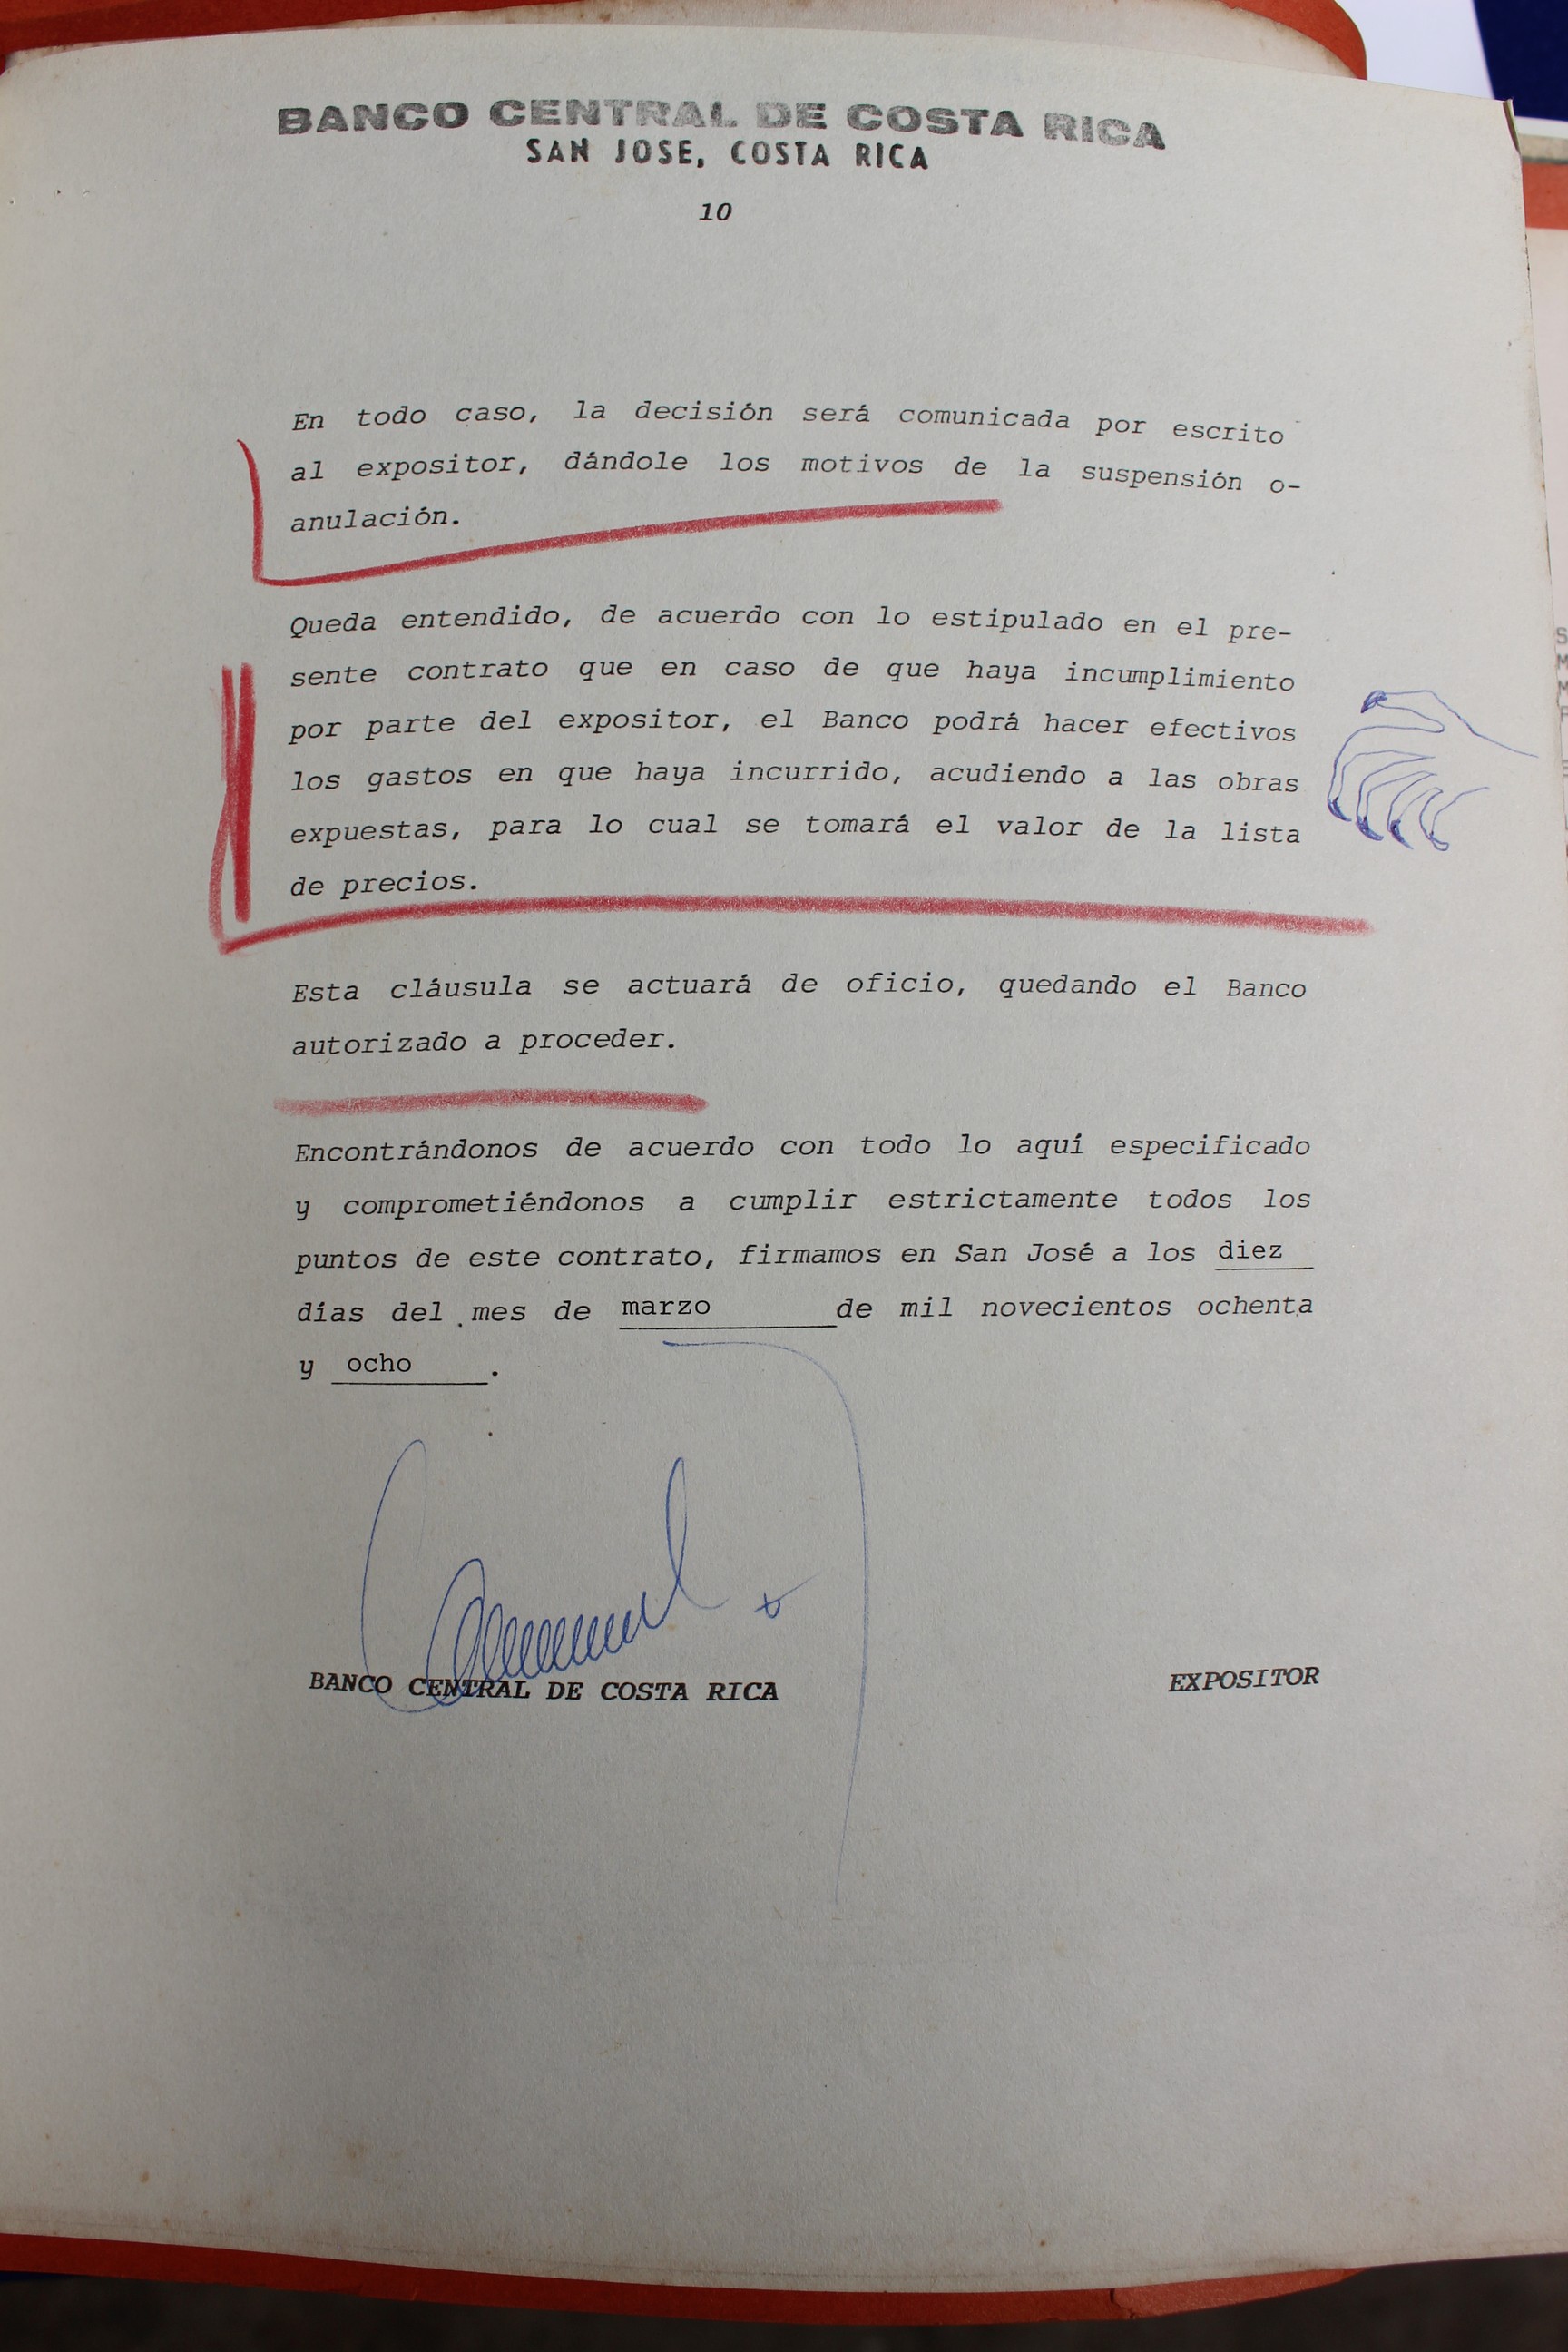 BANCO CENTRAL DE COSTA RICA
SAN JOSE, COSTA RICA
10
En todo caso, la decisión será comunicada por escrito
al expositor, dándole los motivos de la suspensión o-
anulación.
Queda entendido, de acuerdo con lo estipulado en el pre-
sente contrato que en caso de que haya incumplimiento
por parte del expositor, el Banco podrá hacer efectivos
los gastos en que haya incurrido, acudiendo a las obras
expuestas, para lo cual se tomará el valor de la lista
de precios.
Esta cláusula se actuará de oficio, quedando el Banco
autorizado a proceder.
Encontrándonos de acuerdo con todo lo aquí especificado
y comprometiéndonos a cumplir estrictamente todos los
puntos de este contrato, firmamos en San José a los diez
días del mes de marzo de mil novecientos ochenta
y ocho.
BANCO CENTRAL DE COSTA RICA EXPOSITOR